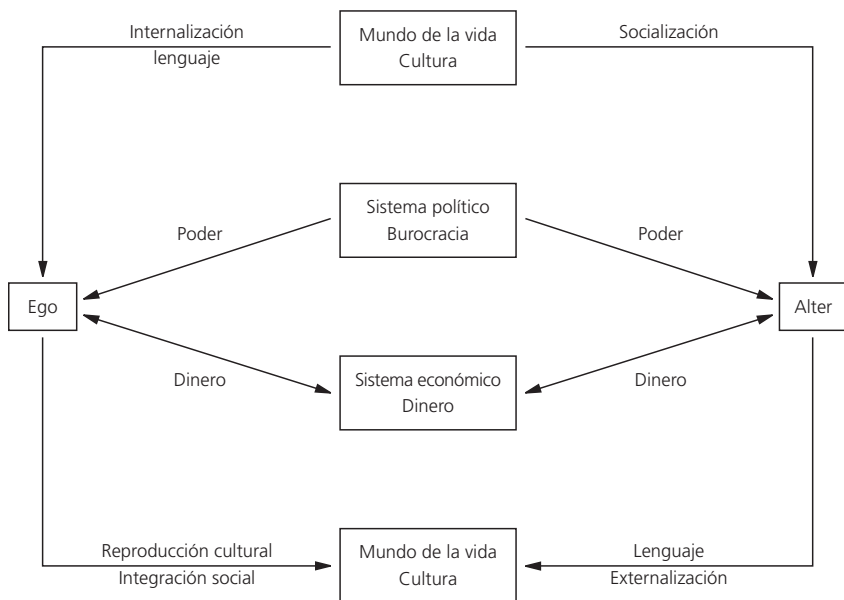 Internalización
lenguaje
Mundo de la vida
Cultura
Socialización
Sistema político
Burocracia
Poder
Poder
Ego
Alter
Dinero
Sistema económico
Dinero
Dinero
Reproducción cultural
Integración social
Mundo de la vida
Cultura
Lenguaje
Externalización